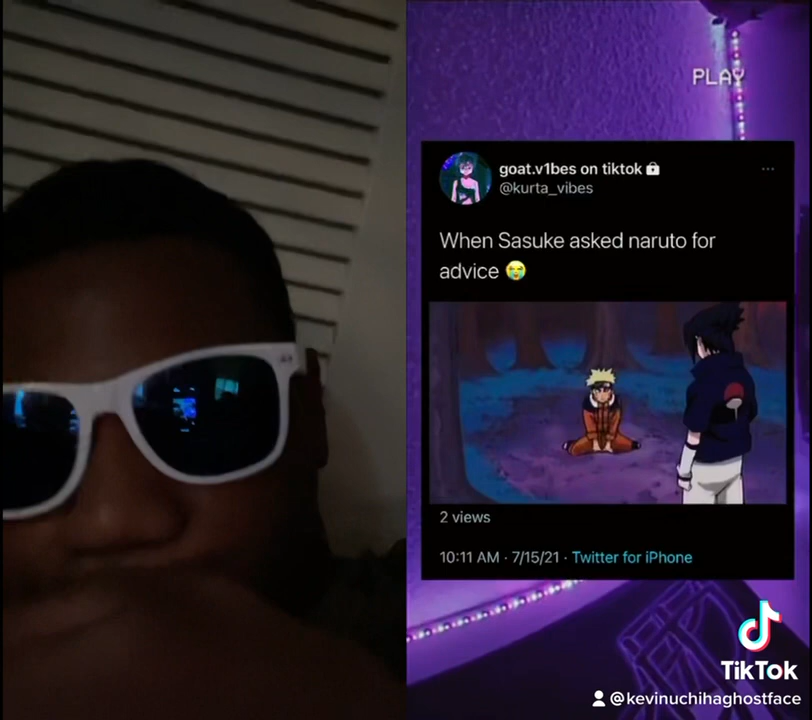 PLAY
goat.v1bes on tiktok
@kurta_vibes
When Sasuke asked naruto for
advice 😭
2 views
10:11 AM · 7/15/21 · Twitter for iPhone
TikTok
@kevinuchihaghostface